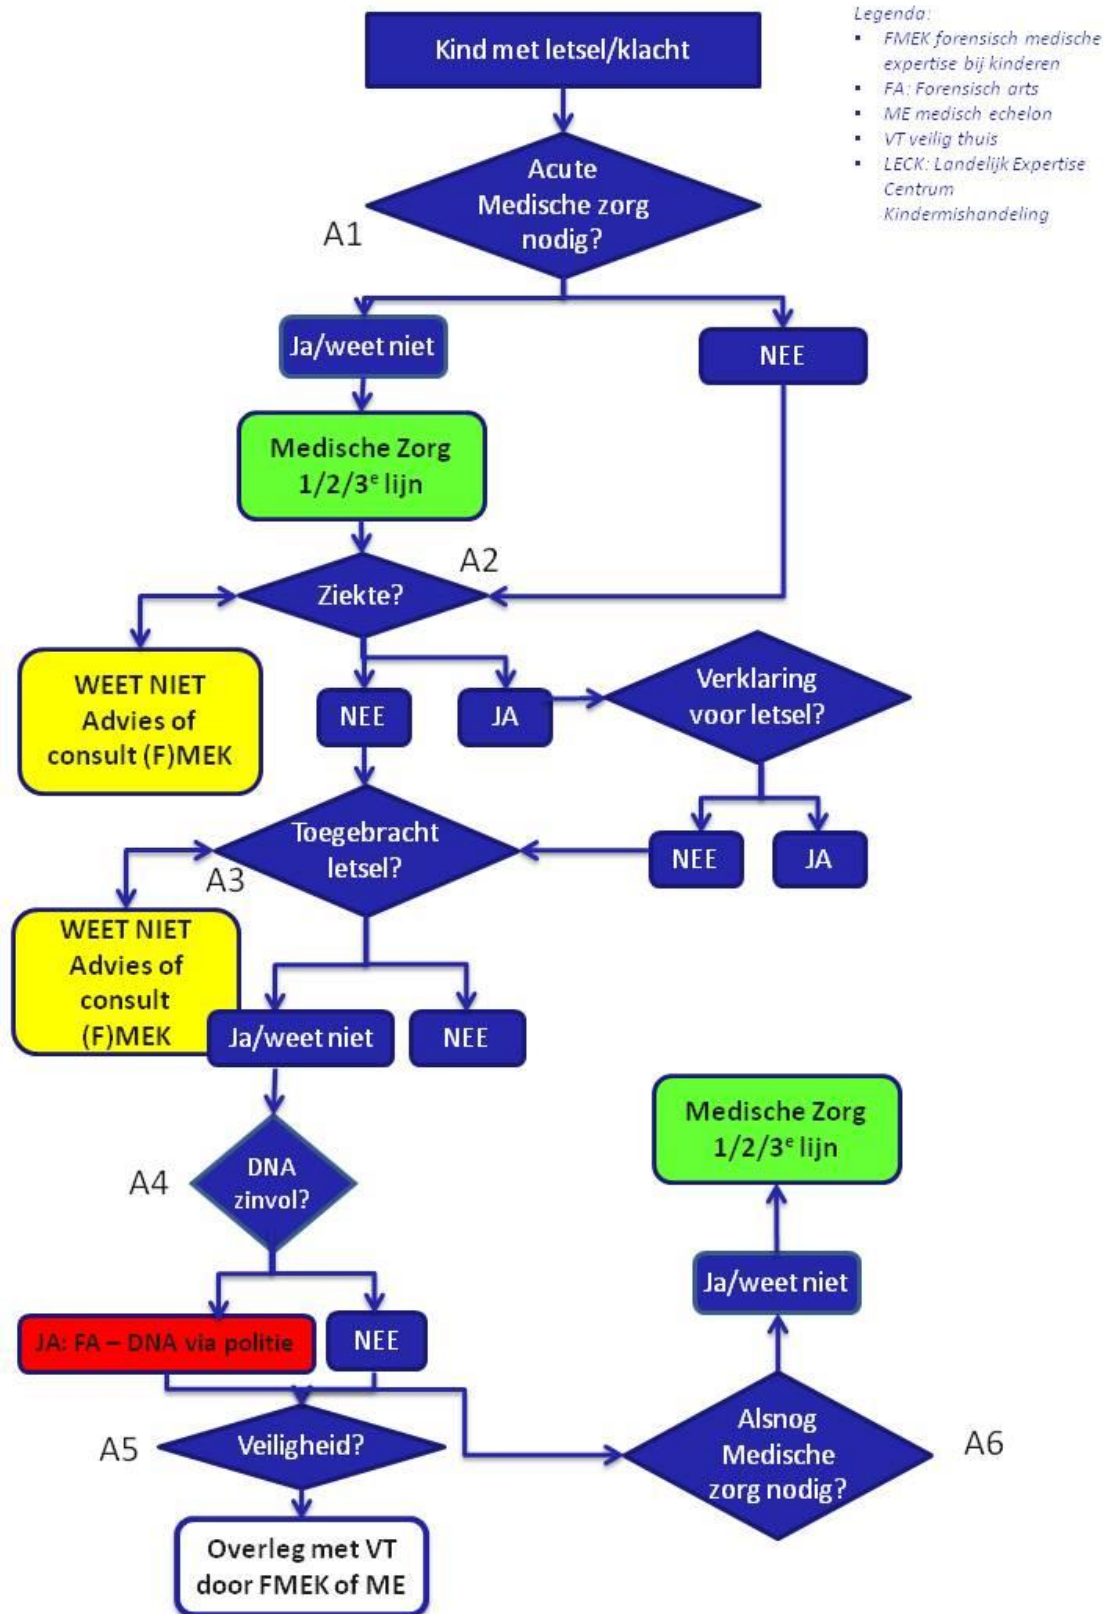 Legenda:
▪ FMEK forensisch medische
expertise bij kinderen
▪ FA: Forensisch arts
▪ ME medisch echelon
▪ VT veilig thuis
▪ LECK: Landelijk Expertise
Centrum
Kindermishandeling
Kind met letsel/klacht
Acute
Medische zorg
nodig?
A1
Ja/weet niet
NEE
Medische Zorg
1/2/3e lijn
A2
Ziekte?
WEET NIET
Advies of
consult (F)MEK
NEE
JA
Verklaring
voor letsel?
Toegebracht
letsel?
A3
NEE
JA
WEET NIET
Advies of
consult
(F)MEK
Ja/weet niet
NEE
Medische Zorg
1/2/3e lijn
A4
DNA
zinvol?
Ja/weet niet
JA: FA – DNA via politie
NEE
A5
Veiligheid?
Alsnog
Medische
zorg nodig?
A6
Overleg met VT
door FMEK of ME